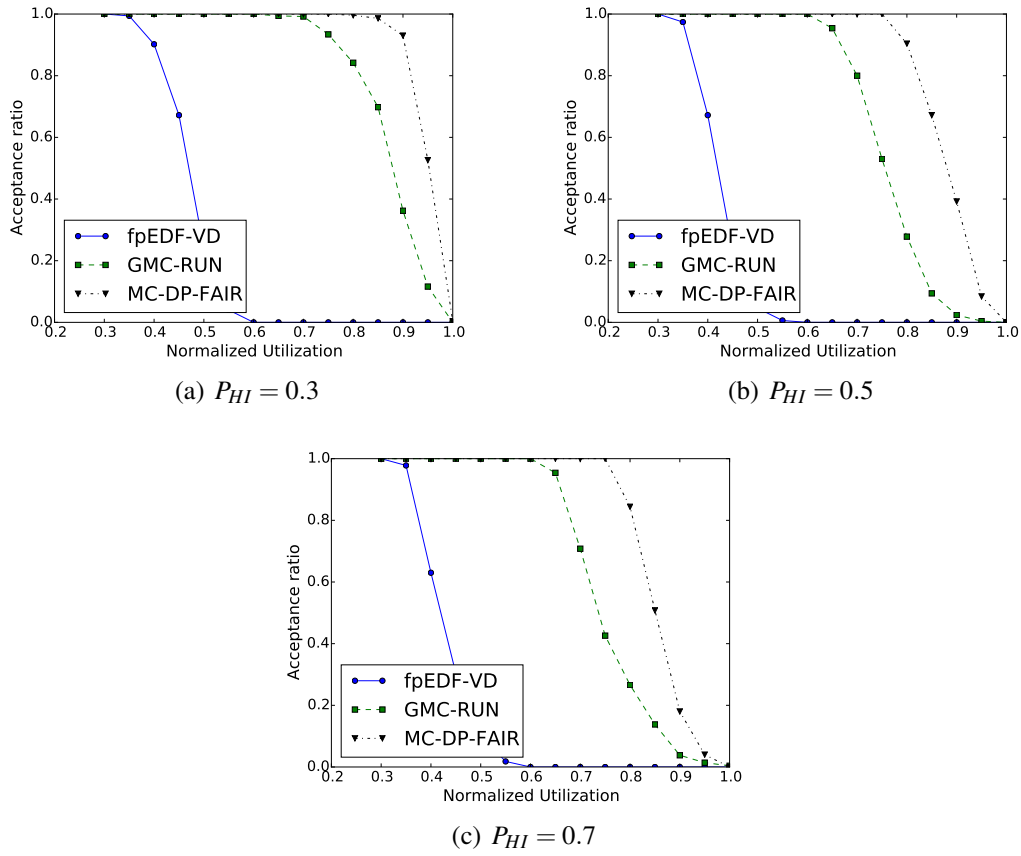 1.0
0.8
0.6
0.4
0.2
0.0
Acceptance ratio
fpEDF-VD
GMC-RUN
MC-DP-FAIR
0.2 0.3 0.4 0.5 0.6 0.7 0.8 0.9 1.0
Normalized Utilization
(a) P_HI = 0.3
1.0
0.8
0.6
0.4
0.2
0.0
Acceptance ratio
fpEDF-VD
GMC-RUN
MC-DP-FAIR
0.2 0.3 0.4 0.5 0.6 0.7 0.8 0.9 1.0
Normalized Utilization
(b) P_HI = 0.5
1.0
0.8
0.6
0.4
0.2
0.0
Acceptance ratio
fpEDF-VD
GMC-RUN
MC-DP-FAIR
0.2 0.3 0.4 0.5 0.6 0.7 0.8 0.9 1.0
Normalized Utilization
(c) P_HI = 0.7